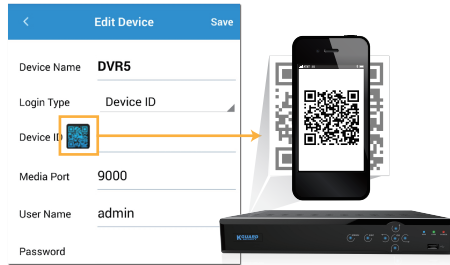 Edit Device
Save
Device Name DVR5
Login Type Device ID
Device ID
Media Port 9000
User Name admin
Password
KGUARD